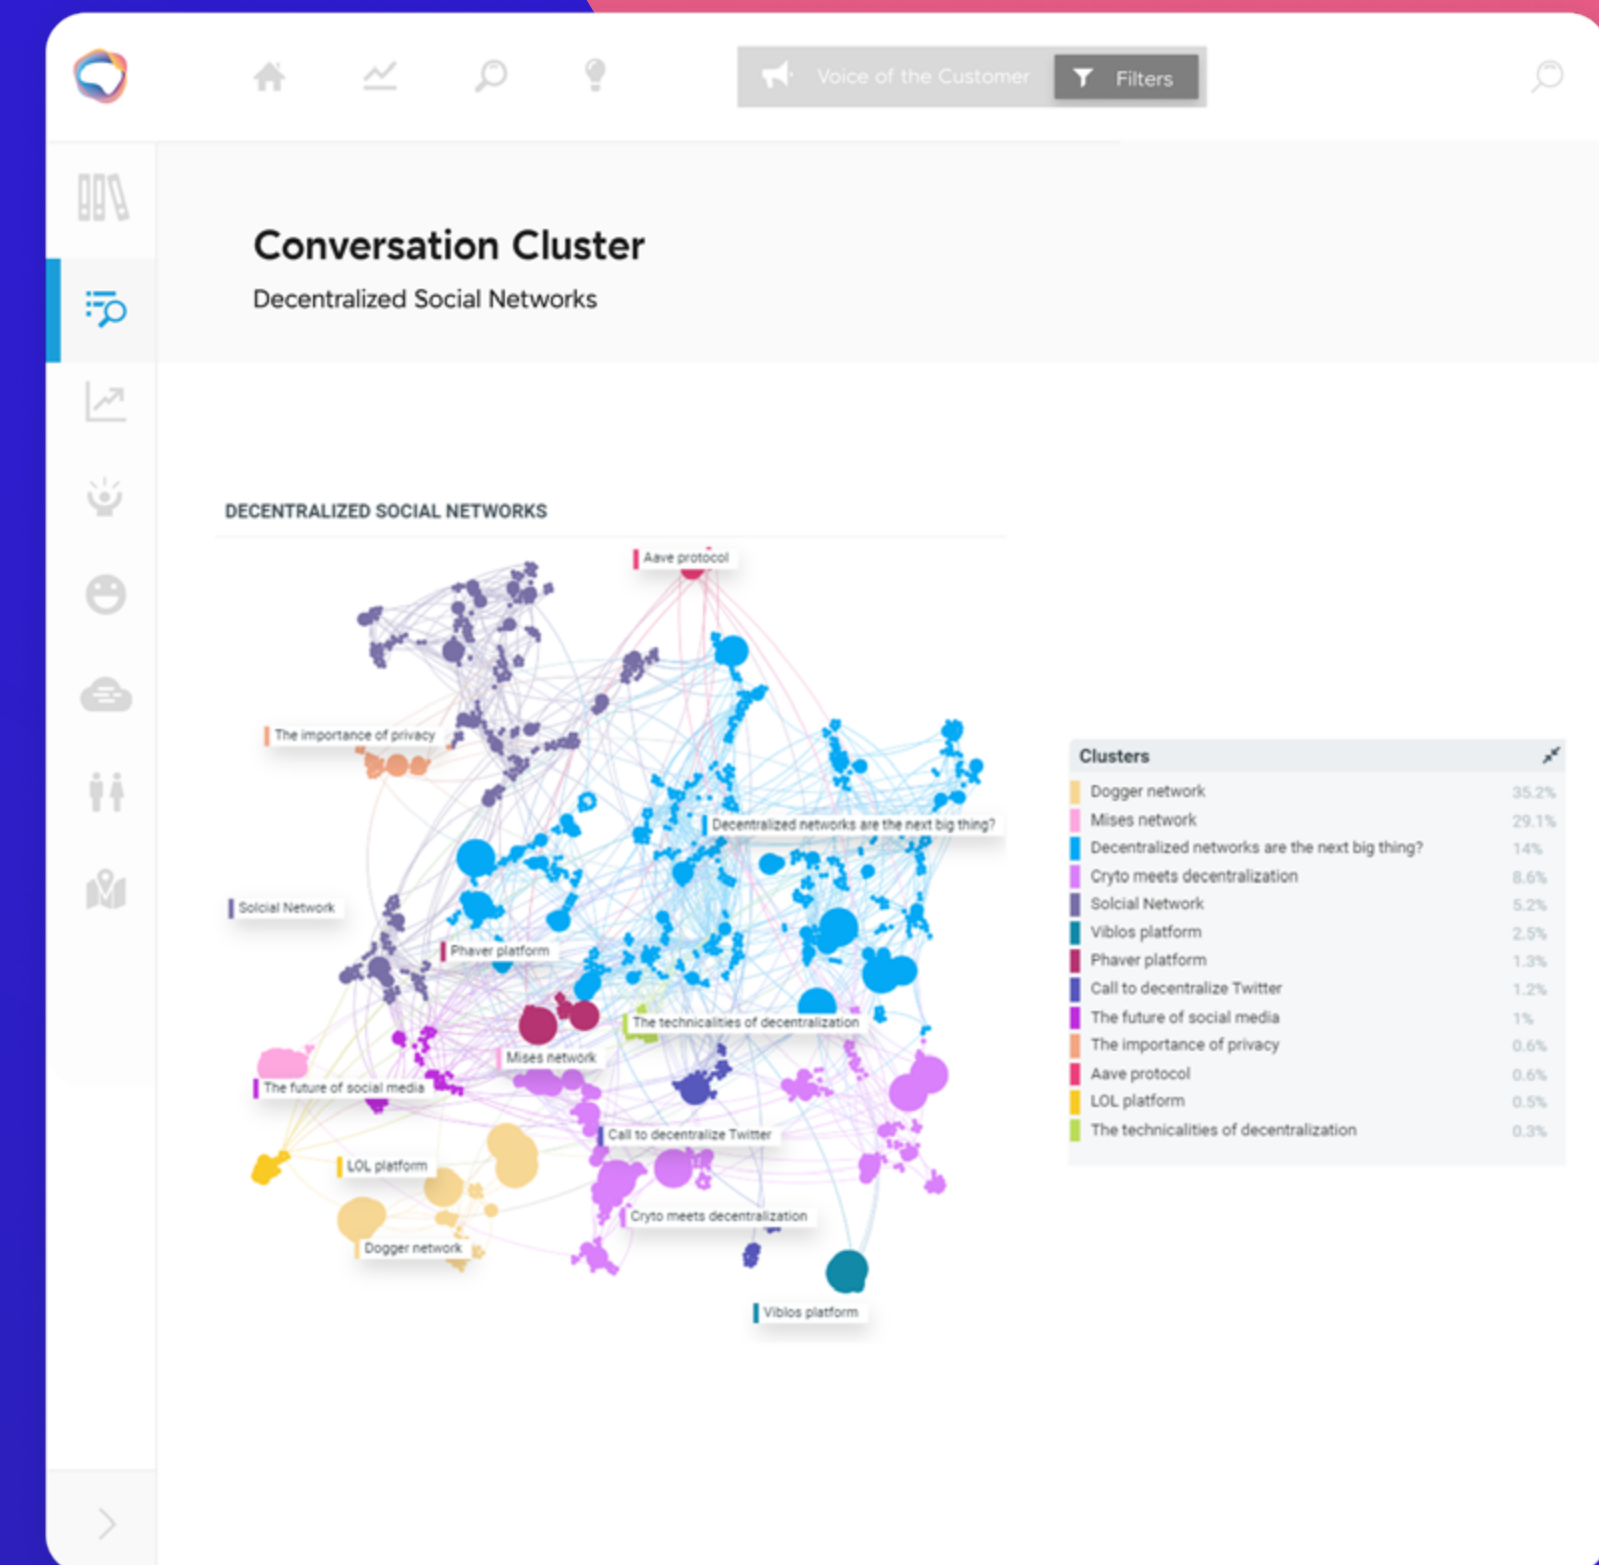 Voice of the Customer
Filters
Conversation Cluster
Decentralized Social Networks
DECENTRALIZED SOCIAL NETWORKS
Aave protocol
The importance of privacy
Decentralized networks are the next big thing?
Solcial Network
Phaver platform
The technicalities of decentralization
Mises network
The future of social media
Call to decentralize Twitter
LOL platform
Cryto meets decentralization
Dogger network
Viblos platform
Clusters
Dogger network 35.2%
Mises network 29.1%
Decentralized networks are the next big thing? 14%
Cryto meets decentralization 8.6%
Solcial Network 5.2%
Viblos platform 2.5%
Phaver platform 1.3%
Call to decentralize Twitter 1.2%
The future of social media 1%
The importance of privacy 0.6%
Aave protocol 0.6%
LOL platform 0.5%
The technicalities of decentralization 0.3%